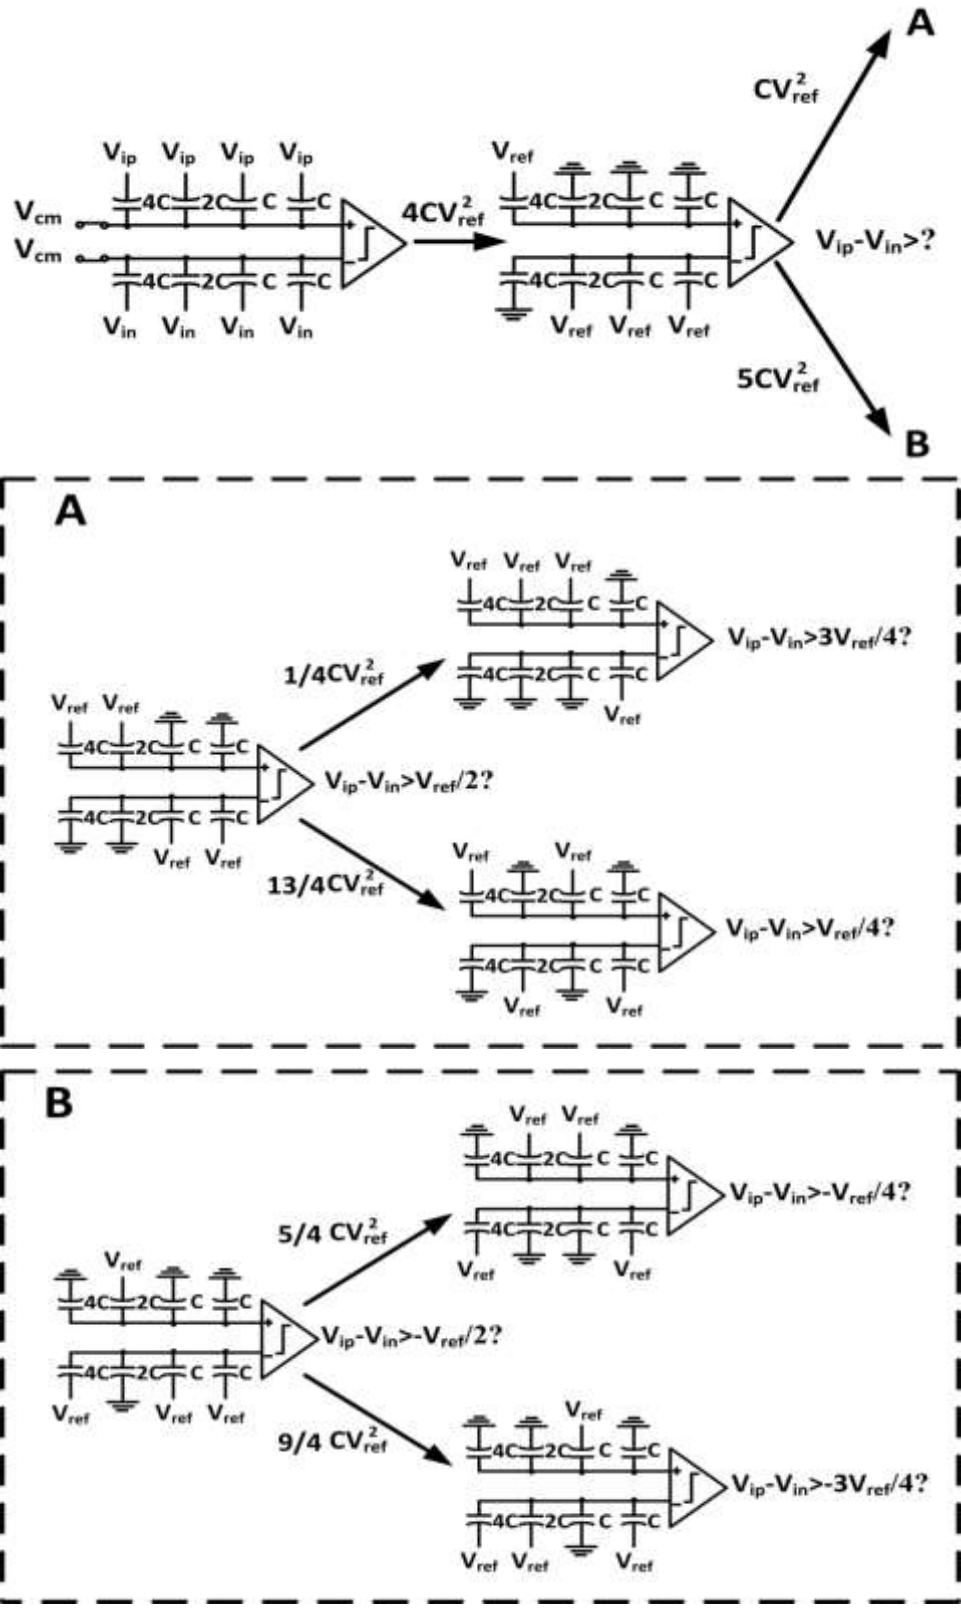 A
CV²ref
Vip Vip Vip Vip
Vref
4C 2C C C
4C 2C C C
Vcm
4CV²ref
Vcm
Vip-Vin>?
4C 2C C C
4C 2C C C
Vin Vin Vin Vin
Vref Vref Vref
5CV²ref
B
A
Vref Vref Vref
4C 2C C C
Vip-Vin>3Vref/4?
1/4CV²ref
4C 2C C C
Vref
Vref Vref
4C 2C C C
Vip-Vin>Vref/2?
4C 2C C C
Vref Vref
13/4CV²ref
Vref Vref
4C 2C C C
Vip-Vin>Vref/4?
4C 2C C C
Vref Vref
B
Vref Vref
4C 2C C C
Vip-Vin>-Vref/4?
5/4 CV²ref
4C 2C C C
Vref Vref
Vref
4C 2C C C
Vip-Vin>-Vref/2?
4C 2C C C
Vref Vref Vref
9/4 CV²ref
Vref
4C 2C C C
Vip-Vin>-3Vref/4?
4C 2C C C
Vref Vref Vref